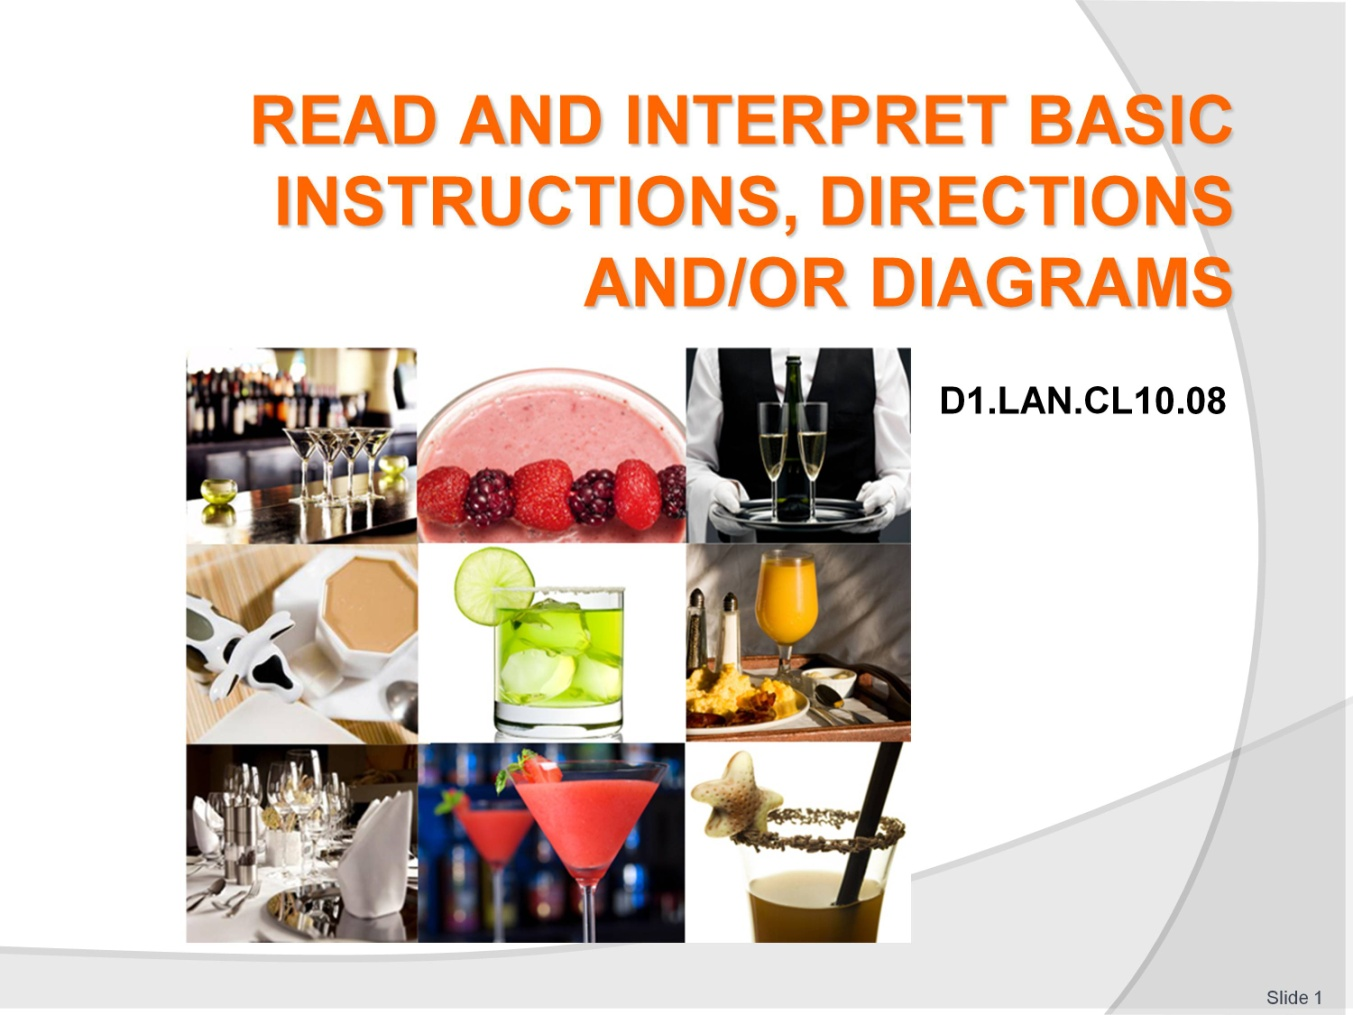 READ AND INTERPRET BASIC
INSTRUCTIONS, DIRECTIONS
AND/OR DIAGRAMS
D1.LAN.CL10.08
Slide 1